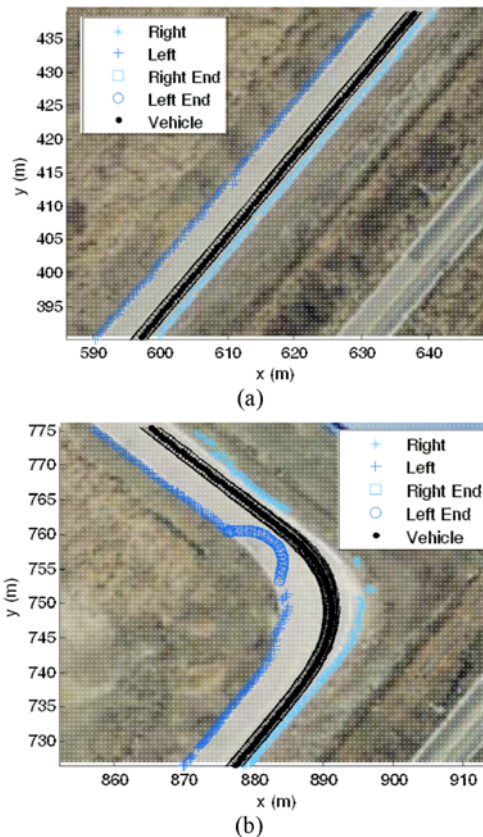 435
430
425
420
415
410
405
400
395
y (m)
Right
Left
Right End
Left End
Vehicle
590
600
610
620
630
640
x (m)
(a)
775
770
765
760
755
750
745
740
735
730
y (m)
Right
Left
Right End
Left End
Vehicle
860
870
880
890
900
910
x (m)
(b)